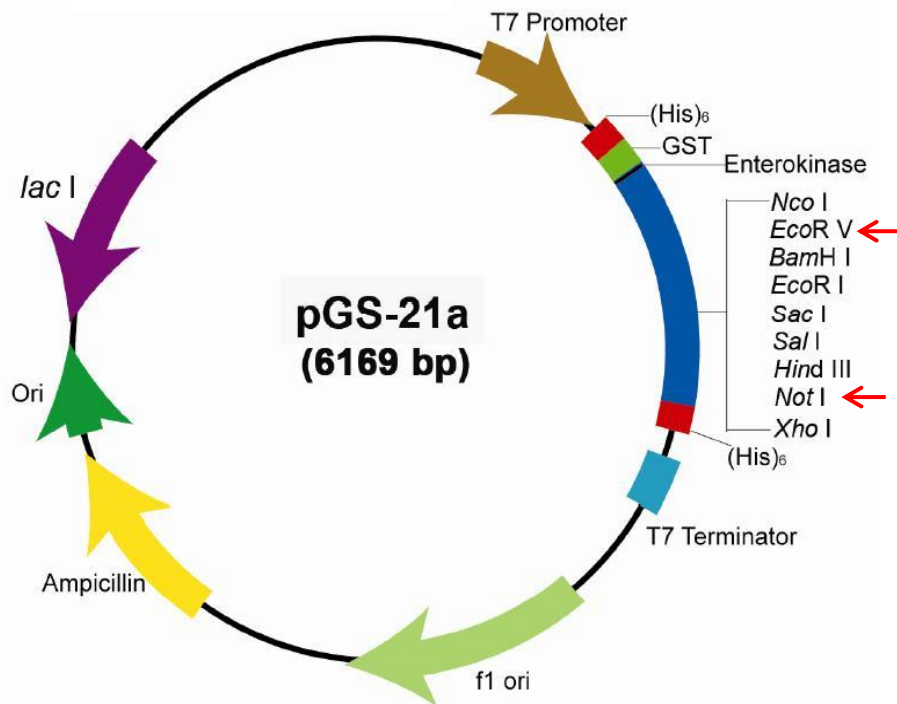 T7 Promoter
(His)6
GST
Enterokinase
lac I
Nco I
EcoR V
BamH I
EcoR I
Sac I
Sal I
Hind III
Not I
Xho I
pGS-21a
(6169 bp)
Ori
(His)6
T7 Terminator
Ampicillin
f1 ori